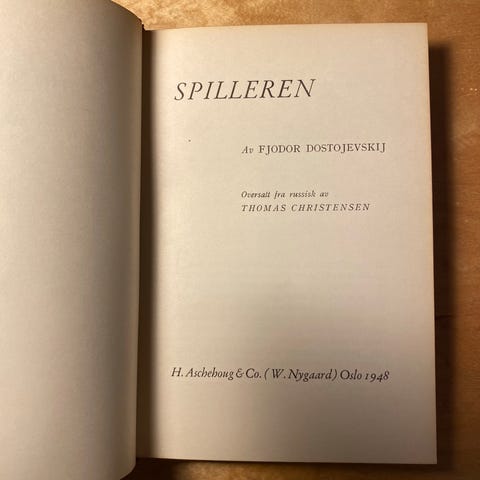 SPILLEREN
Av FJODOR DOSTOJEVSKIJ
Oversatt fra russisk av
THOMAS CHRISTENSEN
H. Aschehoug & Co. (W. Nygaard) Oslo 1948